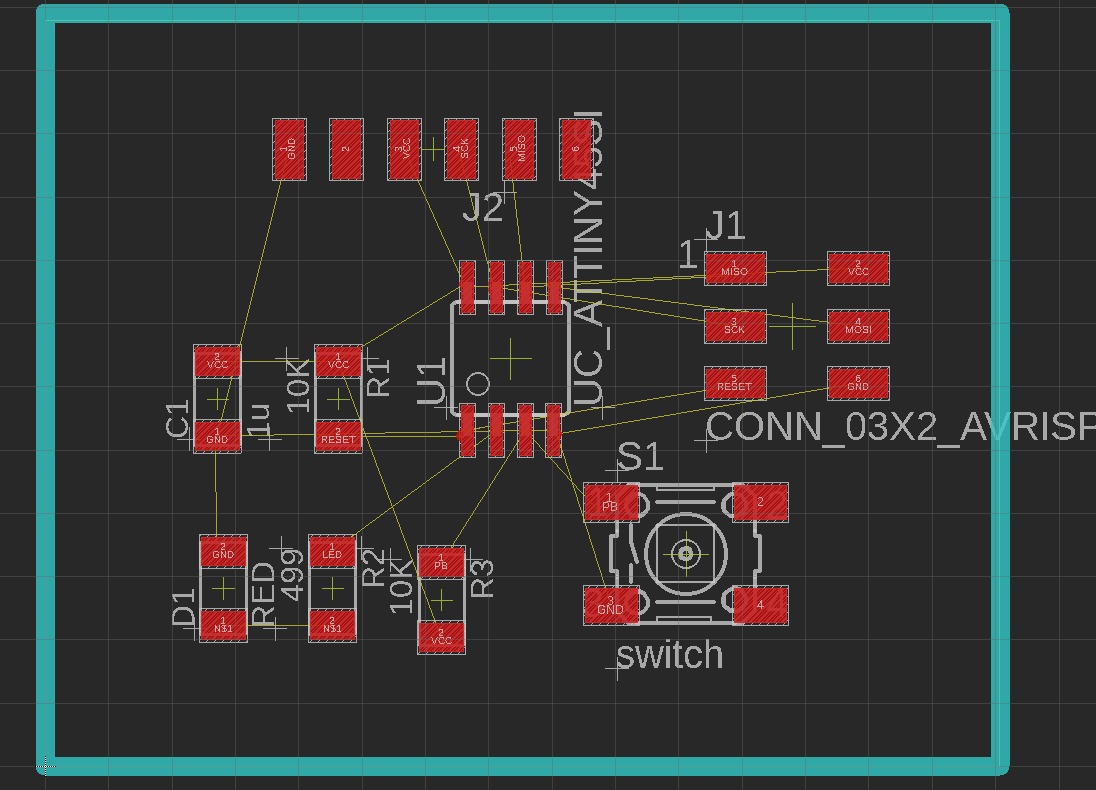 1 GND
2
3 VCC
4 SCK
5 MISO
6
J2
UC_ATTINY45SI
J1
1
1 MISO
2 VCC
3 SCK
4 MOSI
5 RESET
6 GND
CONN_03X2_AVRISP
U1
2 VCC
1 GND
C1
1u
1 VCC
2 RESET
10K
R1
S1
1 PB
2
3 GND
4
switch
2 GND
1 N$1
D1
RED
1 LED
2 N$1
499
R2
1 PB
2 VCC
10K
R3